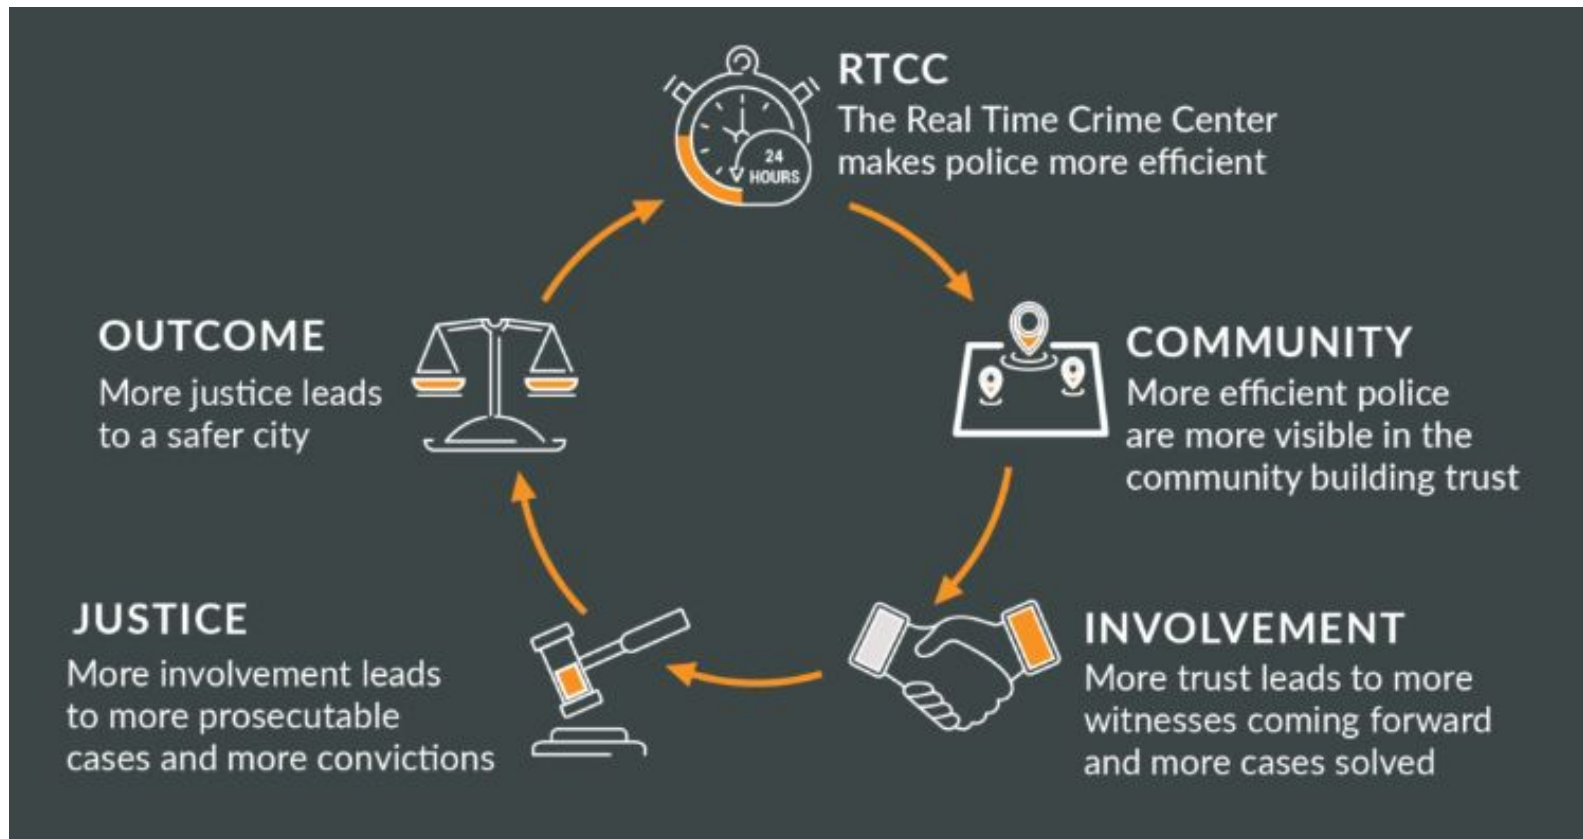 RTCC
The Real Time Crime Center
makes police more efficient
24
HOURS
COMMUNITY
More efficient police
are more visible in the
community building trust
INVOLVEMENT
More trust leads to more
witnesses coming forward
and more cases solved
JUSTICE
More involvement leads
to more prosecutable
cases and more convictions
OUTCOME
More justice leads
to a safer city